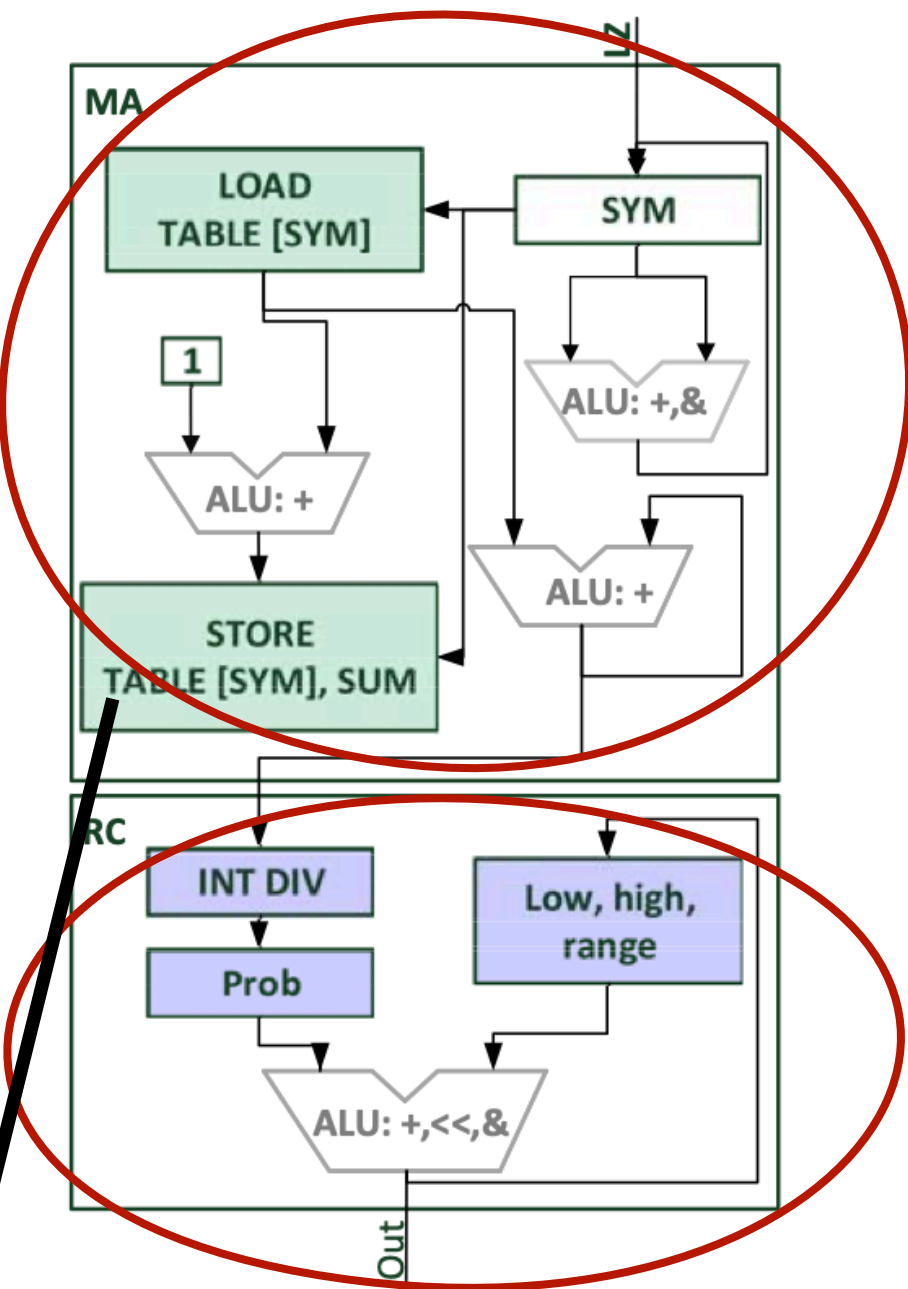 LZ
MA
LOAD
TABLE [SYM]
SYM
1
ALU: +,&
ALU: +
ALU: +
STORE
TABLE [SYM], SUM
RC
INT DIV
Low, high,
range
Prob
ALU: +,<<,&
Out